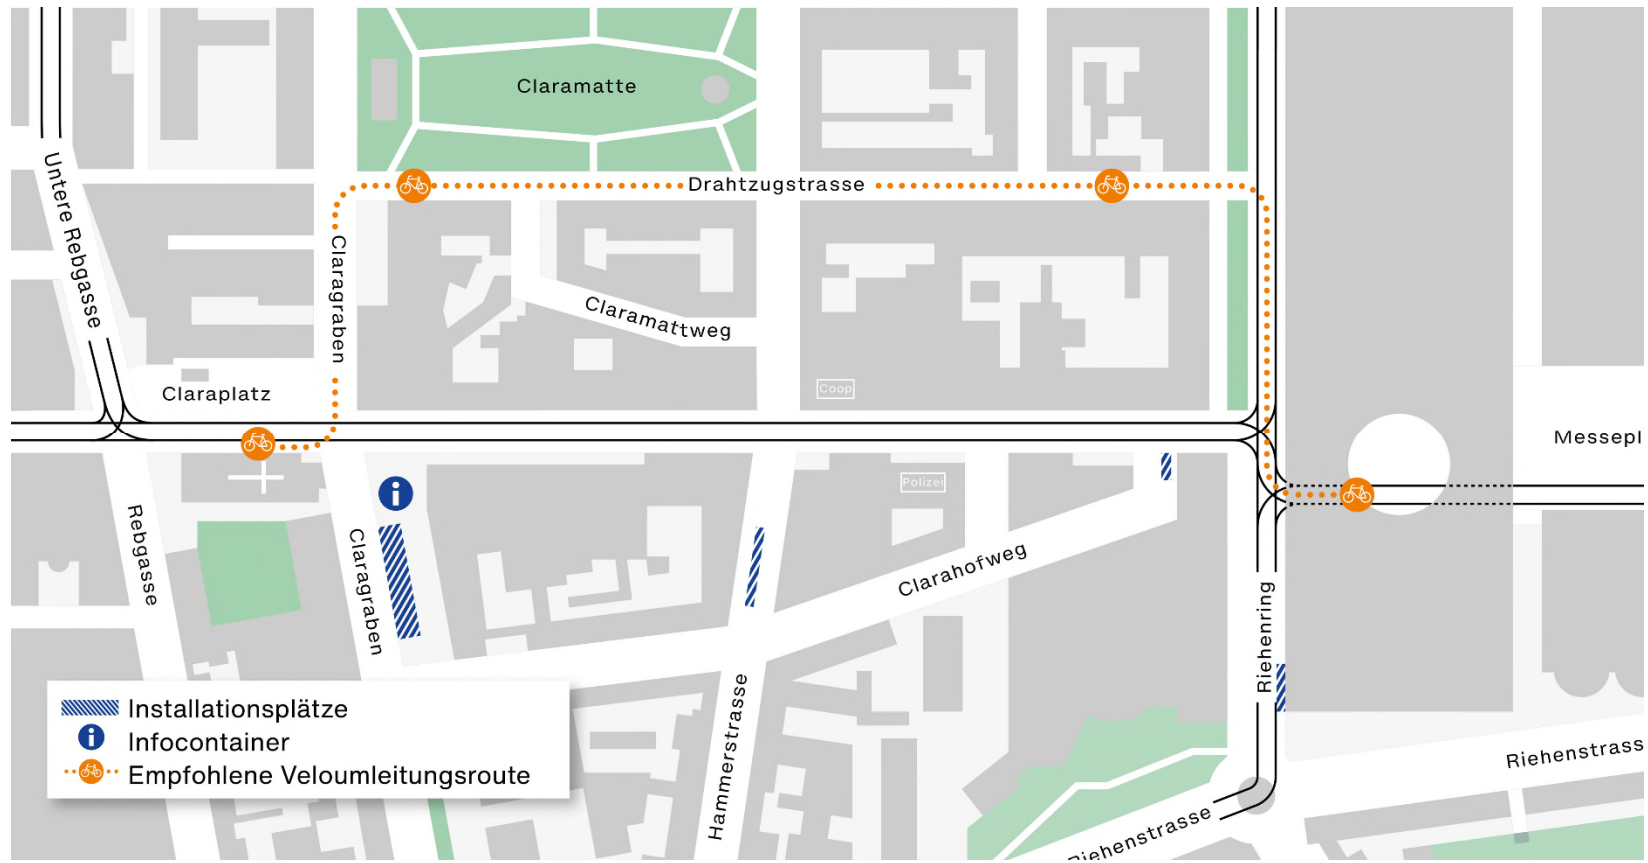 Claramatte
Drahtzugstrasse
Untere Rebgasse
Claragraben
Claramattweg
Claraplatz
Coop
Messepl
Polizei
Rebgasse
Claragraben
Clarahofweg
Riehenring
Hammerstrasse
Riehenstrass
Riehenstrasse
i
Installationsplätze
i
Infocontainer
Empfohlene Veloumleitungsroute